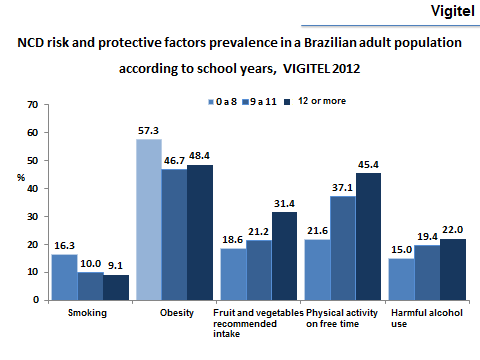 Vigitel
NCD risk and protective factors prevalence in a Brazilian adult population
according to school years, VIGITEL 2012
0 a 8 9 a 11 12 or more
70
60
50
40
30
20
10
0
%
16.3 10.0 9.1
57.3 46.7 48.4
18.6 21.2 31.4
21.6 37.1 45.4
15.0 19.4 22.0
Smoking
Obesity
Fruit and vegetables
recommended
intake
Physical activity
on free time
Harmful alcohol
use